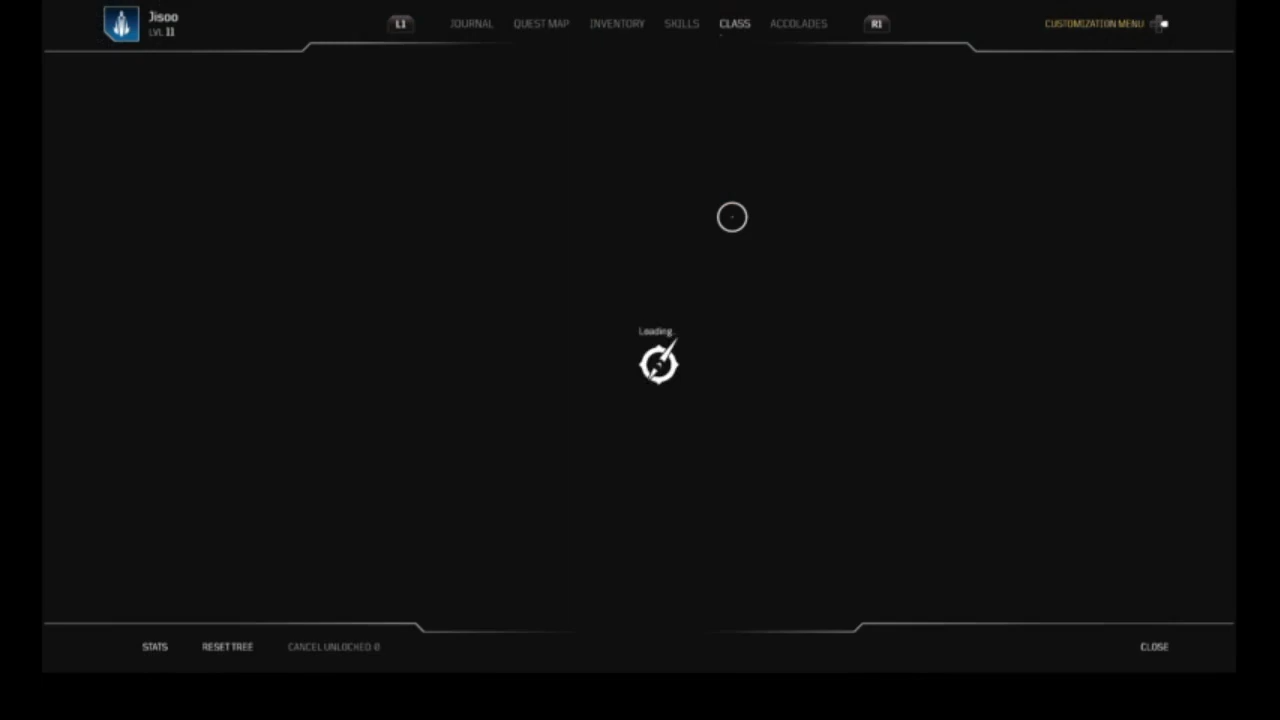 Jisoo
LVL 11
L1 JOURNAL QUEST MAP INVENTORY SKILLS CLASS ACCOLADES R1 CUSTOMIZATION MENU
Loading..
STATS RESET TREE CANCEL UNLOCKED: 0 CLOSE